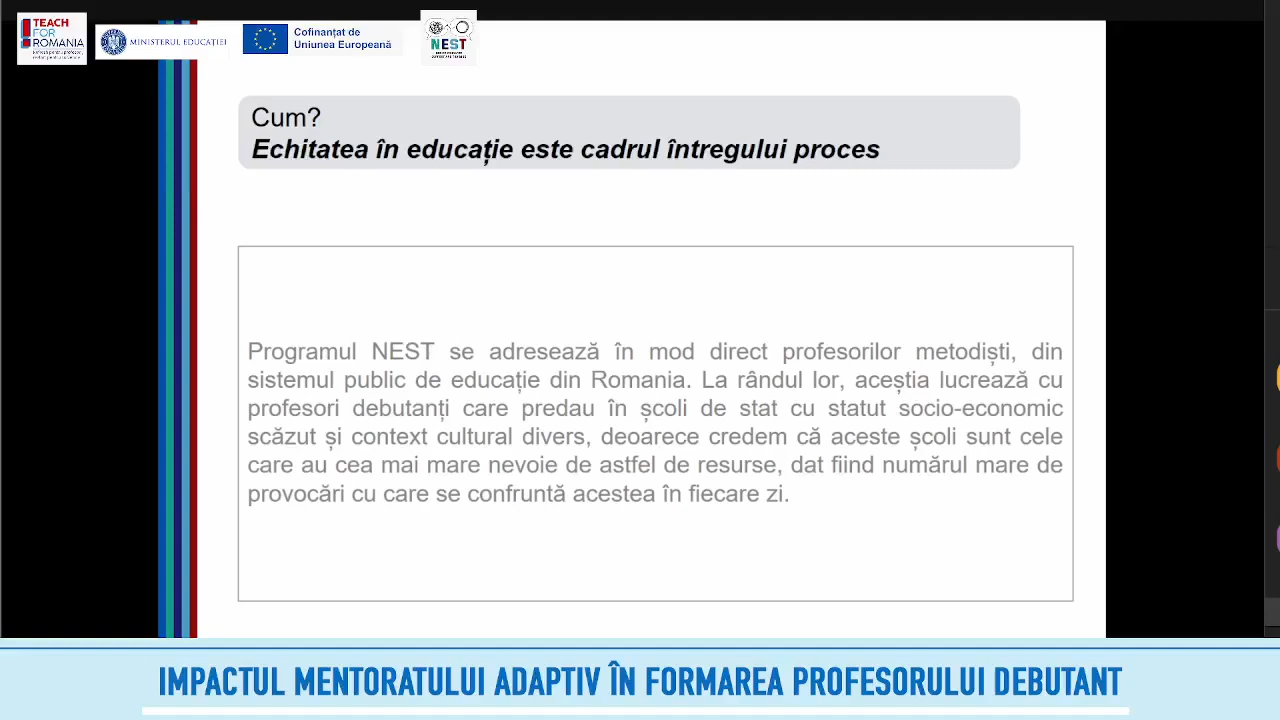 TEACH
FOR
ROMANIA
MINISTERUL EDUCAȚIEI
Cofinanțat de
Uniunea Europeană
NEST
Cum?
Echitatea în educație este cadrul întregului proces
Programul NEST se adresează în mod direct profesorilor metodiști, din
sistemul public de educație din Romania. La rândul lor, aceștia lucrează cu
profesori debutanți care predau în școli de stat cu statut socio-economic
scăzut și context cultural divers, deoarece credem că aceste școli sunt cele
care au cea mai mare nevoie de astfel de resurse, dat fiind numărul mare de
provocări cu care se confruntă acestea în fiecare zi.
IMPACTUL MENTORATULUI ADAPTIV ÎN FORMAREA PROFESORULUI DEBUTANT